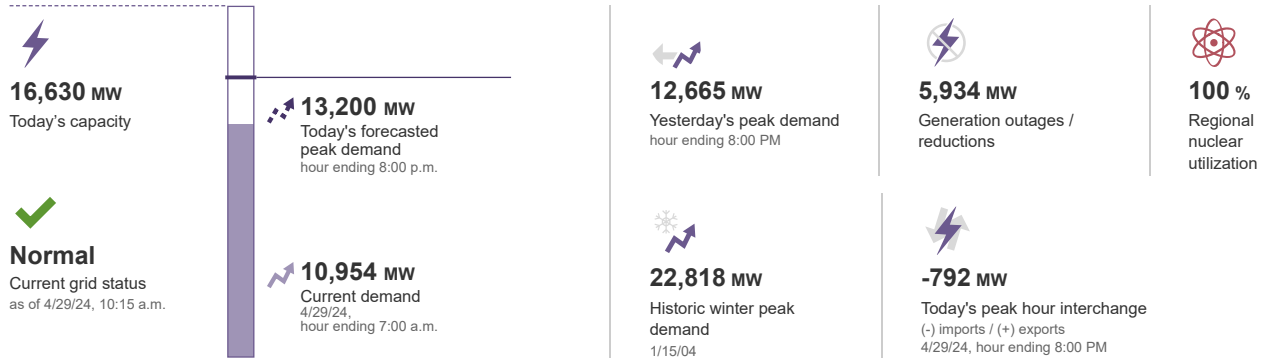 16,630 MW
Today's capacity
13,200 MW
Today's forecasted
peak demand
hour ending 8:00 p.m.
Normal
Current grid status
as of 4/29/24, 10:15 a.m.
10,954 MW
Current demand
4/29/24,
hour ending 7:00 a.m.
12,665 MW
Yesterday's peak demand
hour ending 8:00 PM
5,934 MW
Generation outages /
reductions
100 %
Regional
nuclear
utilization
22,818 MW
Historic winter peak
demand
1/15/04
-792 MW
Today's peak hour interchange
(-) imports / (+) exports
4/29/24, hour ending 8:00 PM